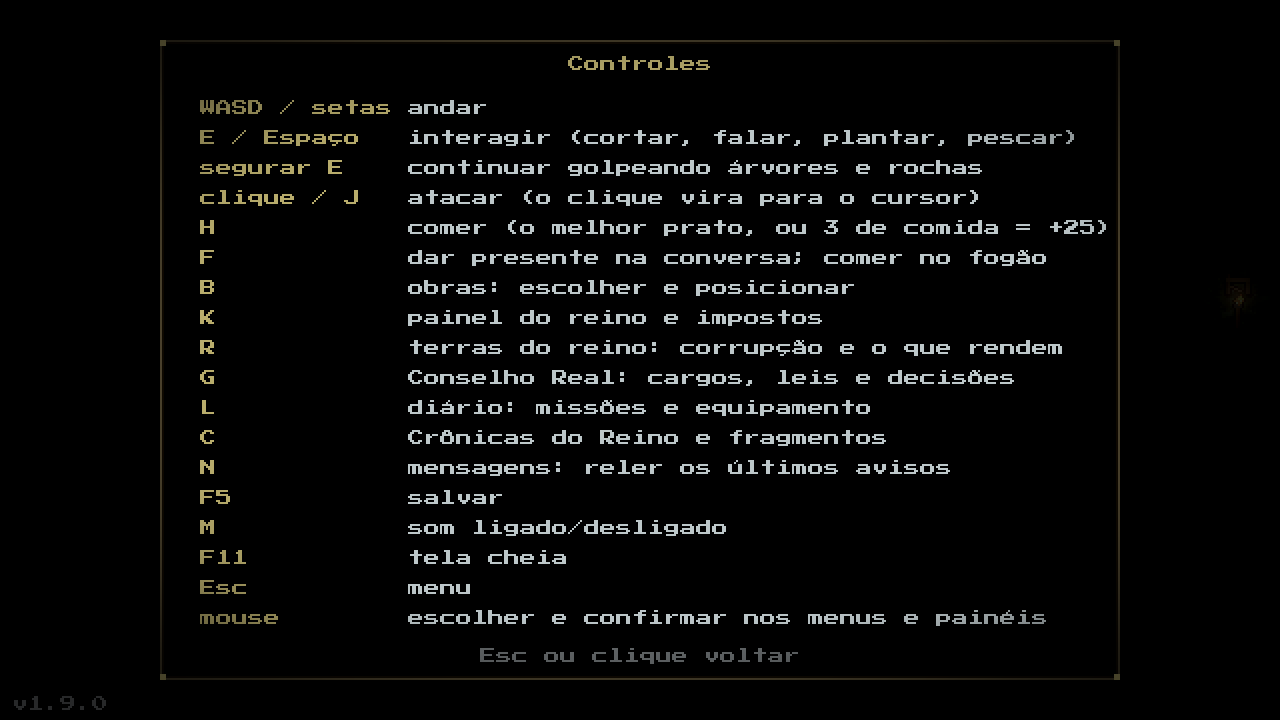 Controles
WASD / setas andar
E / Espaço interagir (cortar, falar, plantar, pescar)
segurar E continuar golpeando árvores e rochas
clique / J atacar (o clique vira para o cursor)
H comer (o melhor prato, ou 3 de comida = +25)
F dar presente na conversa; comer no fogão
B obras: escolher e posicionar
K painel do reino e impostos
R terras do reino: corrupção e o que rendem
G Conselho Real: cargos, leis e decisões
L diário: missões e equipamento
C Crônicas do Reino e fragmentos
N mensagens: reler os últimos avisos
F5 salvar
M som ligado/desligado
F11 tela cheia
Esc menu
mouse escolher e confirmar nos menus e painéis
Esc ou clique voltar
v1.9.0